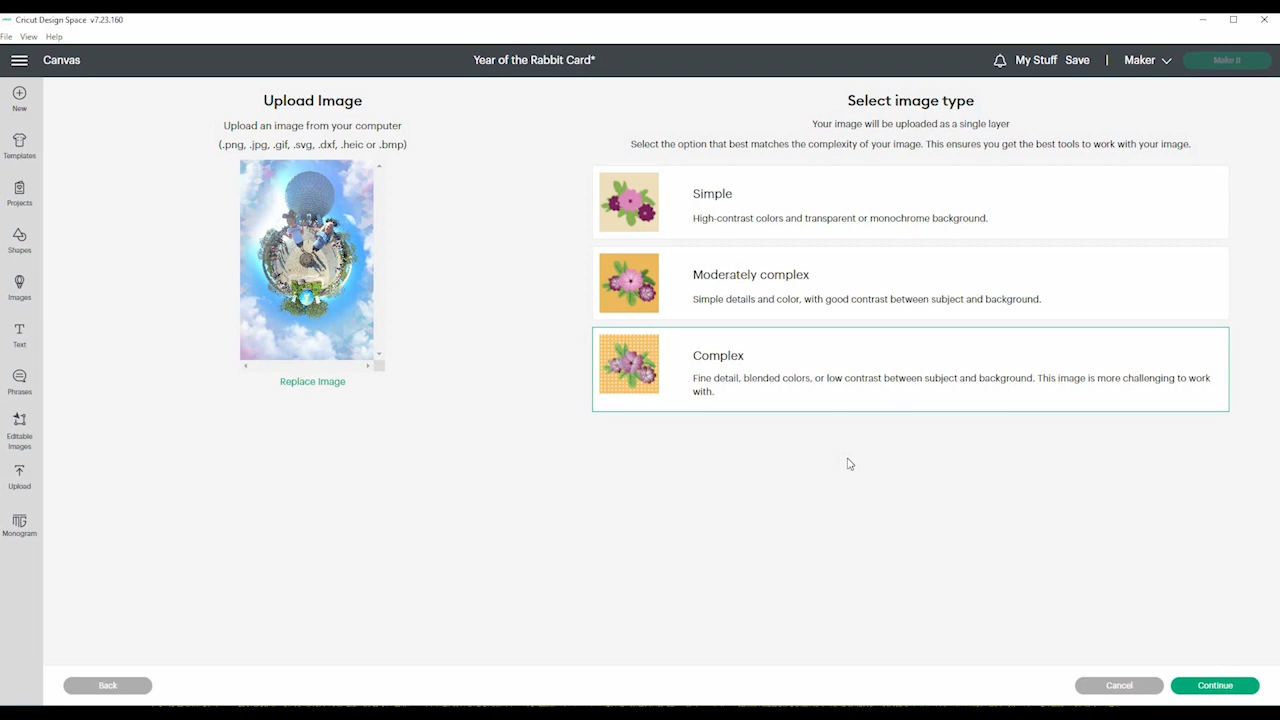 Cricut Design Space v7.23.160
File View Help
Canvas
Year of the Rabbit Card*
My Stuff Save | Maker Make It
New
Templates
Projects
Shapes
Images
Text
Phrases
Editable
Images
Upload
Monogram
Upload Image
Upload an image from your computer
(.png, .jpg, .gif, .svg, .dxf, .heic or .bmp)
Replace Image
Select image type
Your image will be uploaded as a single layer
Select the option that best matches the complexity of your image. This ensures you get the best tools to work with your image.
Simple
High-contrast colors and transparent or monochrome background.
Moderately complex
Simple details and color, with good contrast between subject and background.
Complex
Fine detail, blended colors, or low contrast between subject and background. This image is more challenging to work
with.
Back
Cancel
Continue